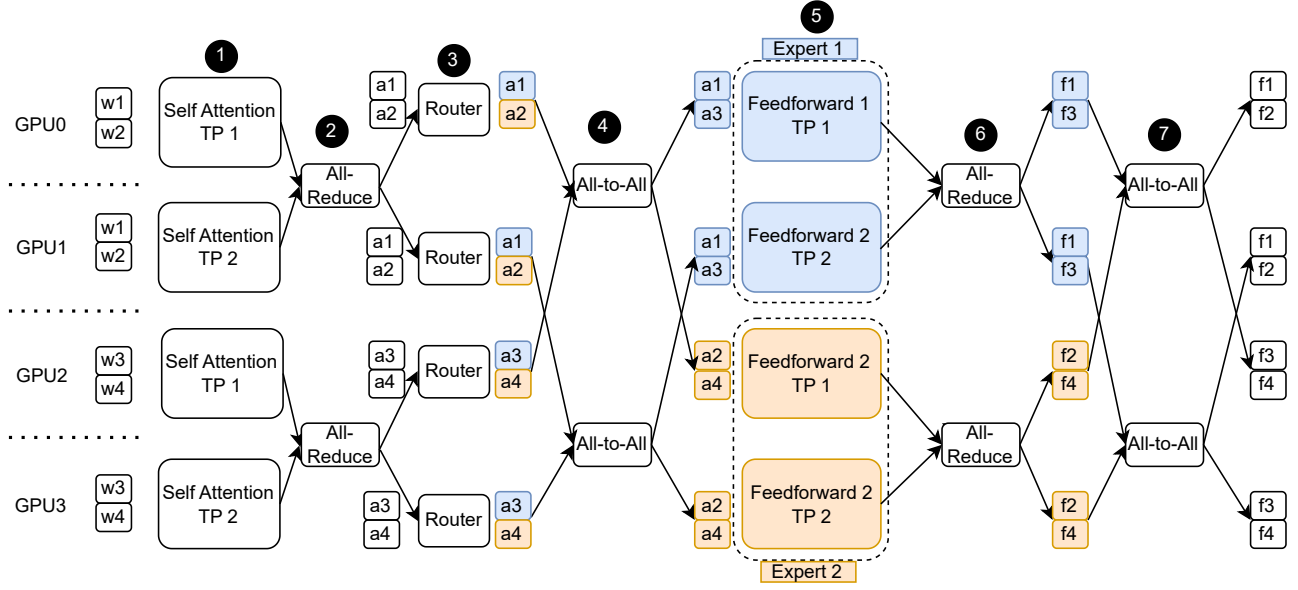 1
2
3
4
5
6
7
Expert 1
GPU0
w1
w2
Self Attention
TP 1
All-
Reduce
a1
a2
Router
a1
a2
All-to-All
a1
a3
Feedforward 1
TP 1
All-
Reduce
f1
f3
All-to-All
f1
f2
GPU1
w1
w2
Self Attention
TP 2
a1
a2
Router
a1
a2
a1
a3
Feedforward 2
TP 2
f1
f3
f1
f2
GPU2
w3
w4
Self Attention
TP 1
All-
Reduce
a3
a4
Router
a3
a4
All-to-All
a2
a4
Feedforward 2
TP 1
All-
Reduce
f2
f4
All-to-All
f3
f4
GPU3
w3
w4
Self Attention
TP 2
a3
a4
Router
a3
a4
a2
a4
Feedforward 2
TP 2
f2
f4
f3
f4
Expert 2